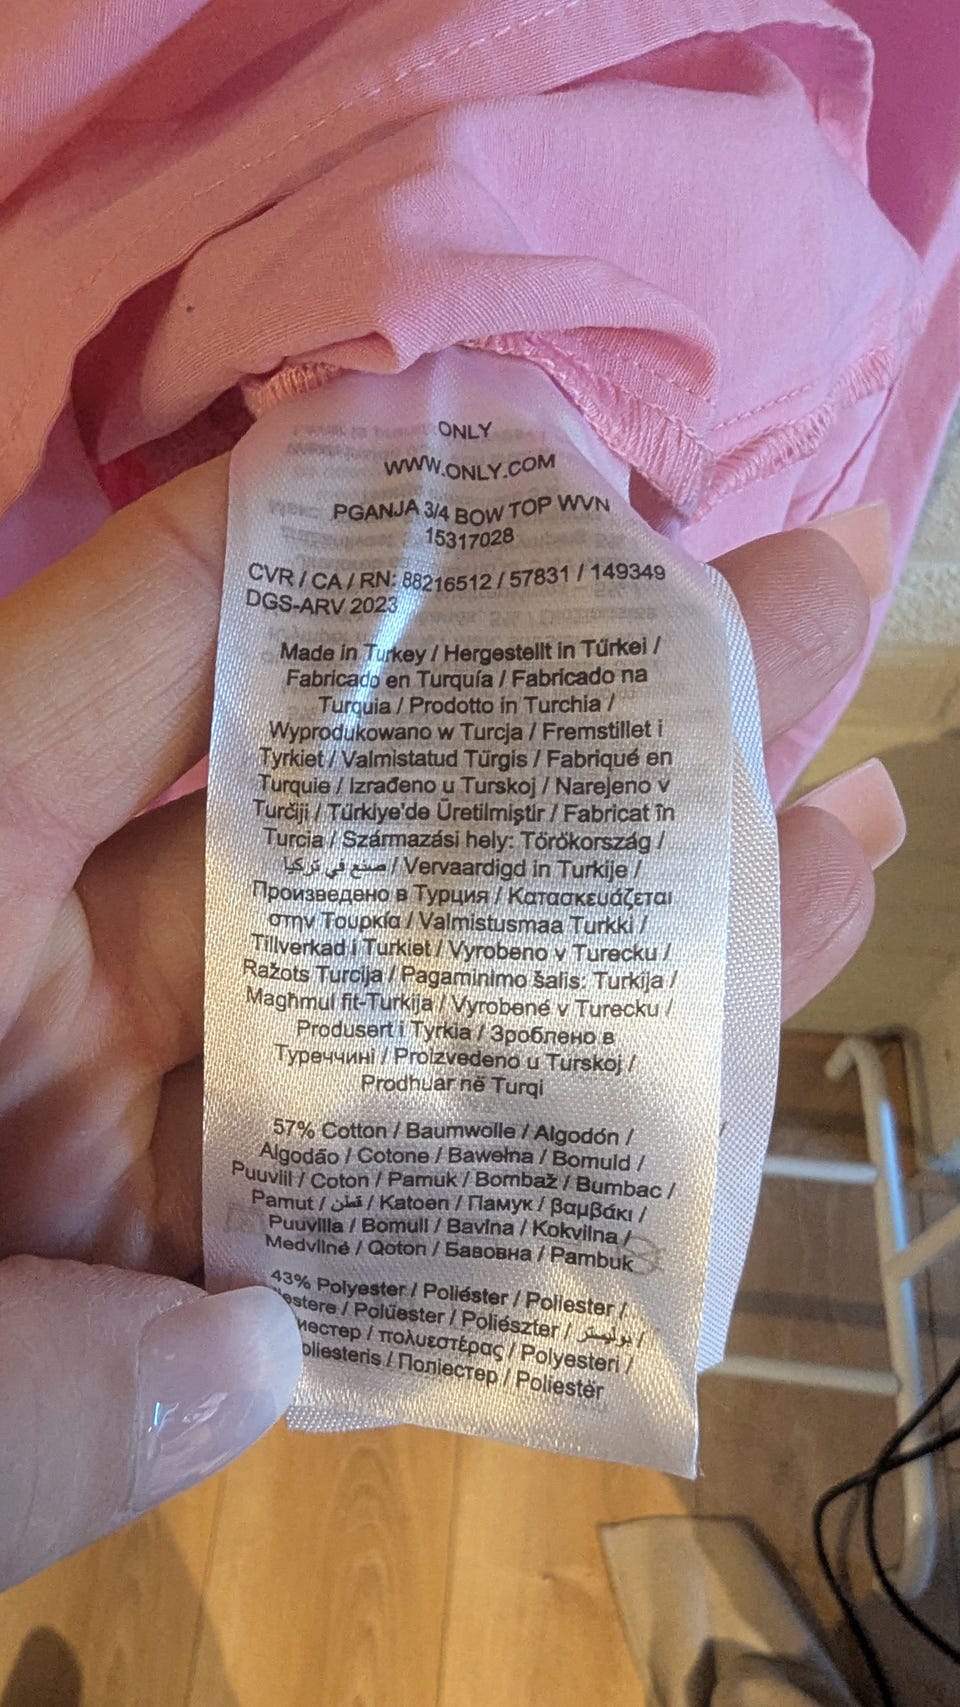 ONLY
WWW.ONLY.COM
PGANJA 3/4 BOW TOP WVN
15317028
CVR / CA / RN: 88216512 / 57831 / 149349
DGS-ARV 2023
Made in Turkey / Hergestellt in Türkei /
Fabricado en Turquía / Fabricado na
Turquia / Prodotto in Turchia /
Wyprodukowano w Turcja / Fremstillet i
Tyrkiet / Valmistatud Türgis / Fabriqué en
Turquie / Izrađeno u Turskoj / Narejeno v
Turčiji / Türkiye'de Üretilmiştir / Fabricat în
Turcia / Származási hely: Törökország /
صنع في تركيا / Vervaardigd in Turkije /
Произведено в Турция / Κατασκευάζεται
στην Τουρκία / Valmistusmaa Turkki /
Tillverkad i Turkiet / Vyrobeno v Turecku /
Ražots Turcija / Pagaminimo šalis: Turkija /
Magħmul fit-Turkija / Vyrobené v Turecku /
Produsert i Tyrkia / Зроблено в
Туреччині / Proizvedeno u Turskoj /
Prodhuar në Turqi
57% Cotton / Baumwolle / Algodón /
Algodão / Cotone / Bawełna / Bomuld /
Puuvill / Coton / Pamuk / Bombaž / Bumbac /
Pamut / قطن / Katoen / Памук / βαμβάκι /
Puuvilla / Bomull / Bavlna / Kokvilna /
Medvilnė / Qoton / Бавовна / Pambuk
43% Polyester / Poliéster / Poliester /
/ Polüester / Poliészter / بوليستر /
/ πολυεστέρας / Polyesteri /
/ Поліестер / Poliestër